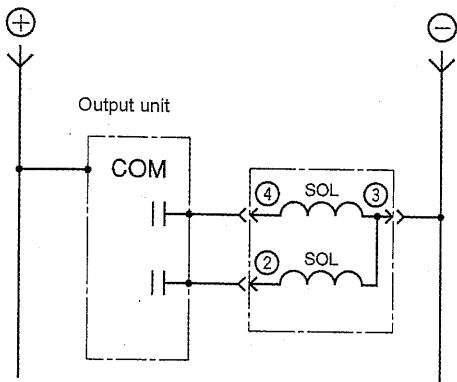 +
−
Output unit
COM
4 SOL 3
2 SOL